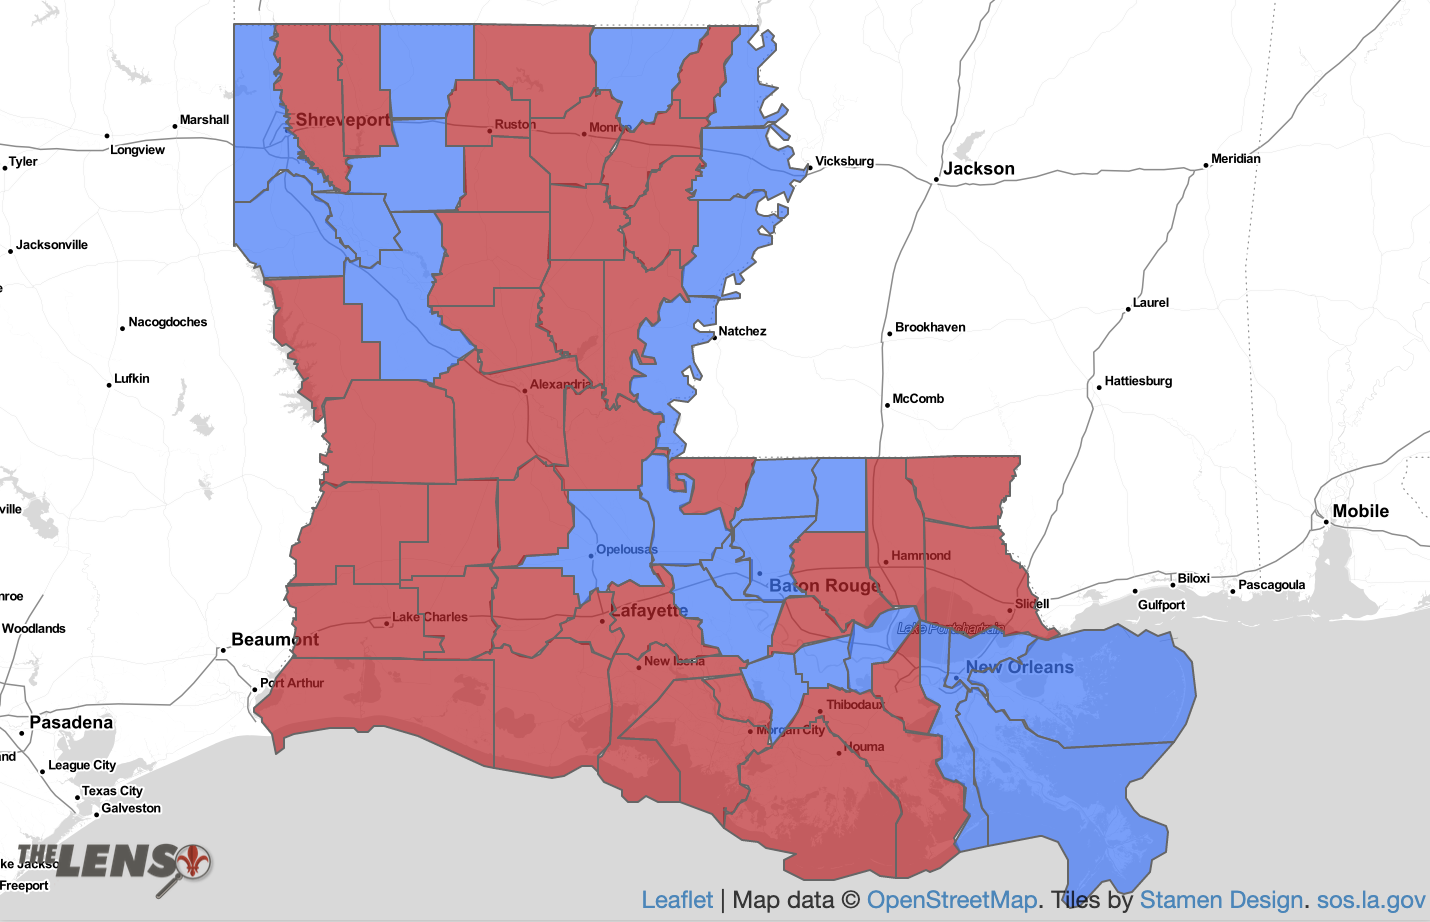 Marshall
Shreveport
Ruston
Monroe
Longview
Tyler
Vicksburg
Jackson
Meridian
Jacksonville
Laurel
Nacogdoches
Natchez
Brookhaven
Lufkin
Alexandria
Hattiesburg
McComb
ville
Mobile
Opelousas
Hammond
Baton Rouge
Biloxi
Pascagoula
nroe
Gulfport
Slidell
Lafayette
Lake Charles
Woodlands
Lake Pontchartrain
Beaumont
New Iberia
New Orleans
Port Arthur
Thibodaux
Pasadena
Morgan City
Houma
nd
League City
Texas City
Galveston
THE LENS
ke Jackso
Freeport
Leaflet | Map data © OpenStreetMap. Tiles by Stamen Design. sos.la.gov